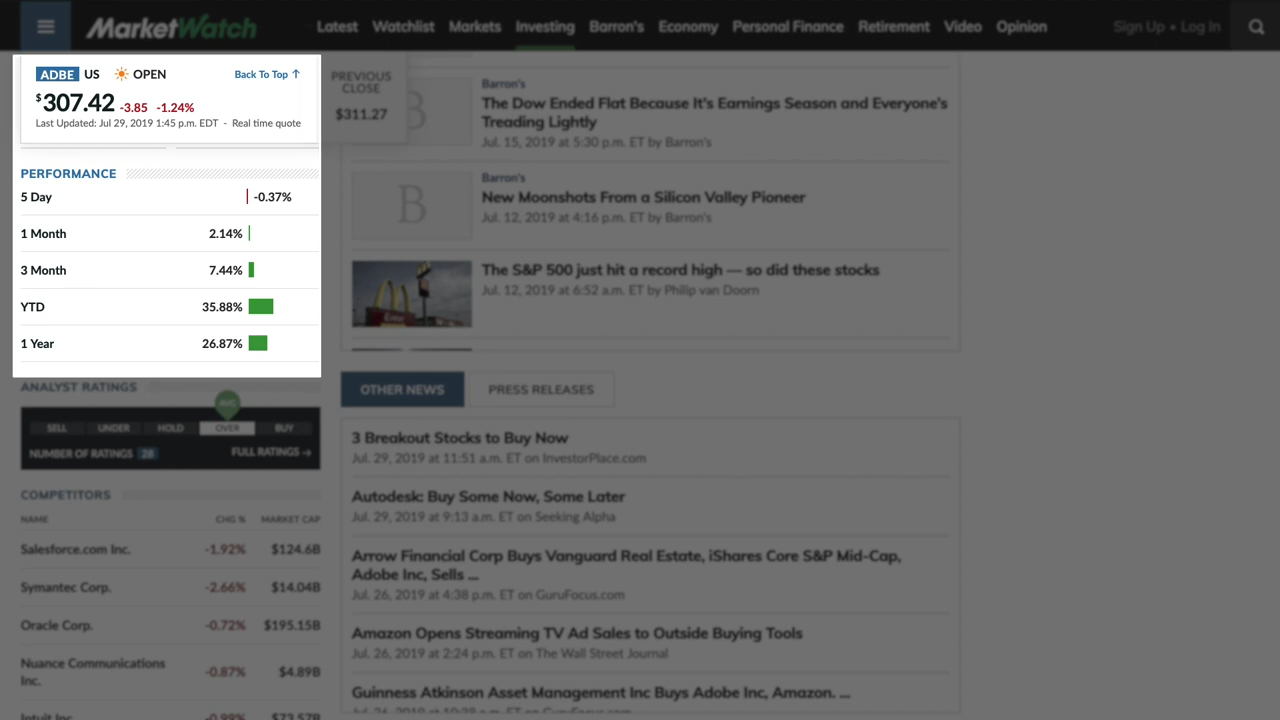 MarketWatch
Latest Watchlist Markets Investing Barron's Economy Personal Finance Retirement Video Opinion
Sign Up • Log In
ADBE US OPEN Back To Top ↑
$307.42 -3.85 -1.24%
Last Updated: Jul 29, 2019 1:45 p.m. EDT - Real time quote
PREVIOUS
CLOSE
$311.27
PERFORMANCE
5 Day -0.37%
1 Month 2.14%
3 Month 7.44%
YTD 35.88%
1 Year 26.87%
ANALYST RATINGS
AVG
SELL UNDER HOLD OVER BUY
NUMBER OF RATINGS 28 FULL RATINGS →
COMPETITORS
NAME CHG % MARKET CAP
Salesforce.com Inc. -1.92% $124.6B
Symantec Corp. -2.66% $14.04B
Oracle Corp. -0.72% $195.15B
Nuance Communications
Inc. -0.87% $4.89B
Intuit Inc. -0.99% $73.57B
B
Barron's
The Dow Ended Flat Because It's Earnings Season and Everyone's
Treading Lightly
Jul. 15, 2019 at 5:30 p.m. ET by Barron's
B
Barron's
New Moonshots From a Silicon Valley Pioneer
Jul. 12, 2019 at 4:16 p.m. ET by Barron's
The S&P 500 just hit a record high — so did these stocks
Jul. 12, 2019 at 6:52 a.m. ET by Philip van Doorn
OTHER NEWS PRESS RELEASES
3 Breakout Stocks to Buy Now
Jul. 29, 2019 at 11:51 a.m. ET on InvestorPlace.com
Autodesk: Buy Some Now, Some Later
Jul. 29, 2019 at 9:13 a.m. ET on Seeking Alpha
Arrow Financial Corp Buys Vanguard Real Estate, iShares Core S&P Mid-Cap,
Adobe Inc, Sells ...
Jul. 26, 2019 at 4:38 p.m. ET on GuruFocus.com
Amazon Opens Streaming TV Ad Sales to Outside Buying Tools
Jul. 26, 2019 at 2:24 p.m. ET on The Wall Street Journal
Guinness Atkinson Asset Management Inc Buys Adobe Inc, Amazon. ...